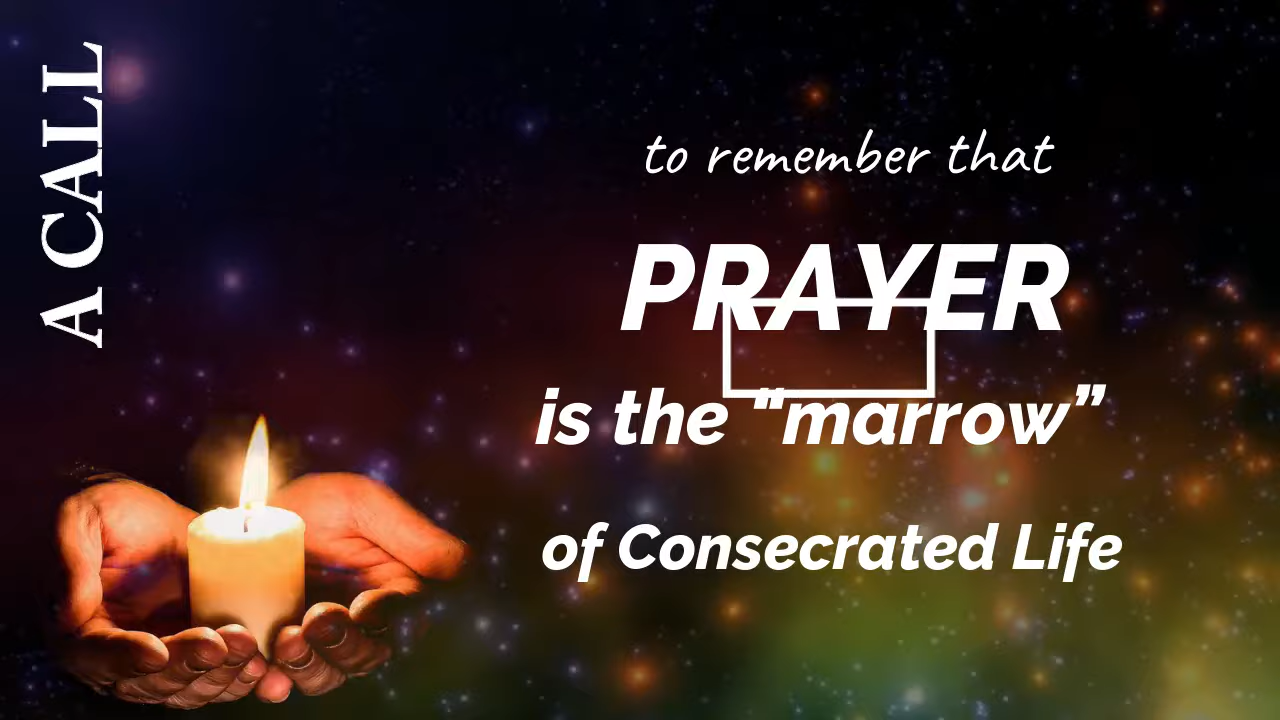 A CALL
to remember that
PRAYER
is the “marrow”
of Consecrated Life